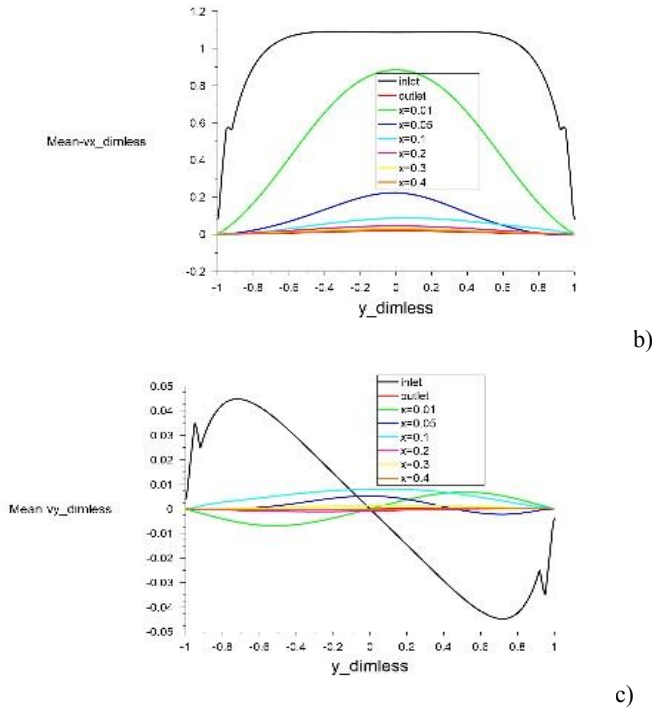 1.2
1
0.8
0.6
0.4
0.2
0
-0.2
Mean-vx_dimless
inlet
outlet
x=0.01
x=0.05
x=0.1
x=0.2
x=0.3
x=0.4
-1 -0.8 -0.6 -0.4 -0.2 0 0.2 0.4 0.6 0.8 1
y_dimless
b)
0.05
0.04
0.03
0.02
0.01
0
-0.01
-0.02
-0.03
-0.04
-0.05
Mean vy_dimless
inlet
outlet
x=0.01
x=0.05
x=0.1
x=0.2
x=0.3
x=0.4
-1 -0.8 -0.6 -0.4 -0.2 0 0.2 0.4 0.6 0.8 1
y_dimless
c)